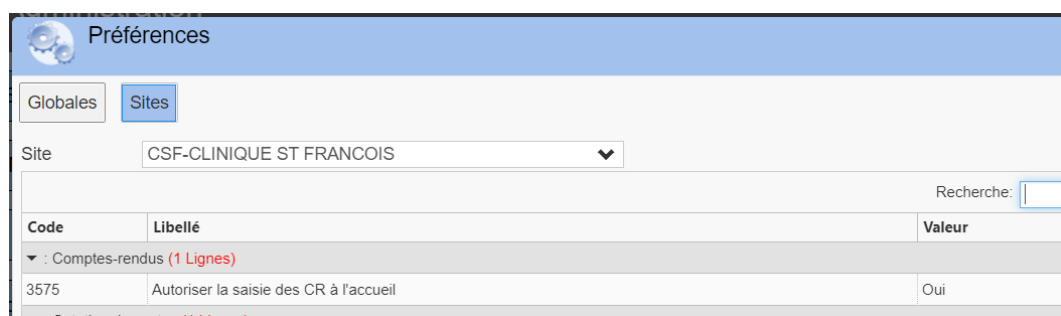 Administration
Préférences
Globales Sites
Site CSF-CLINIQUE ST FRANCOIS
Recherche:
Code Libellé Valeur
: Comptes-rendus (1 Lignes)
3575 Autoriser la saisie des CR à l'accueil Oui